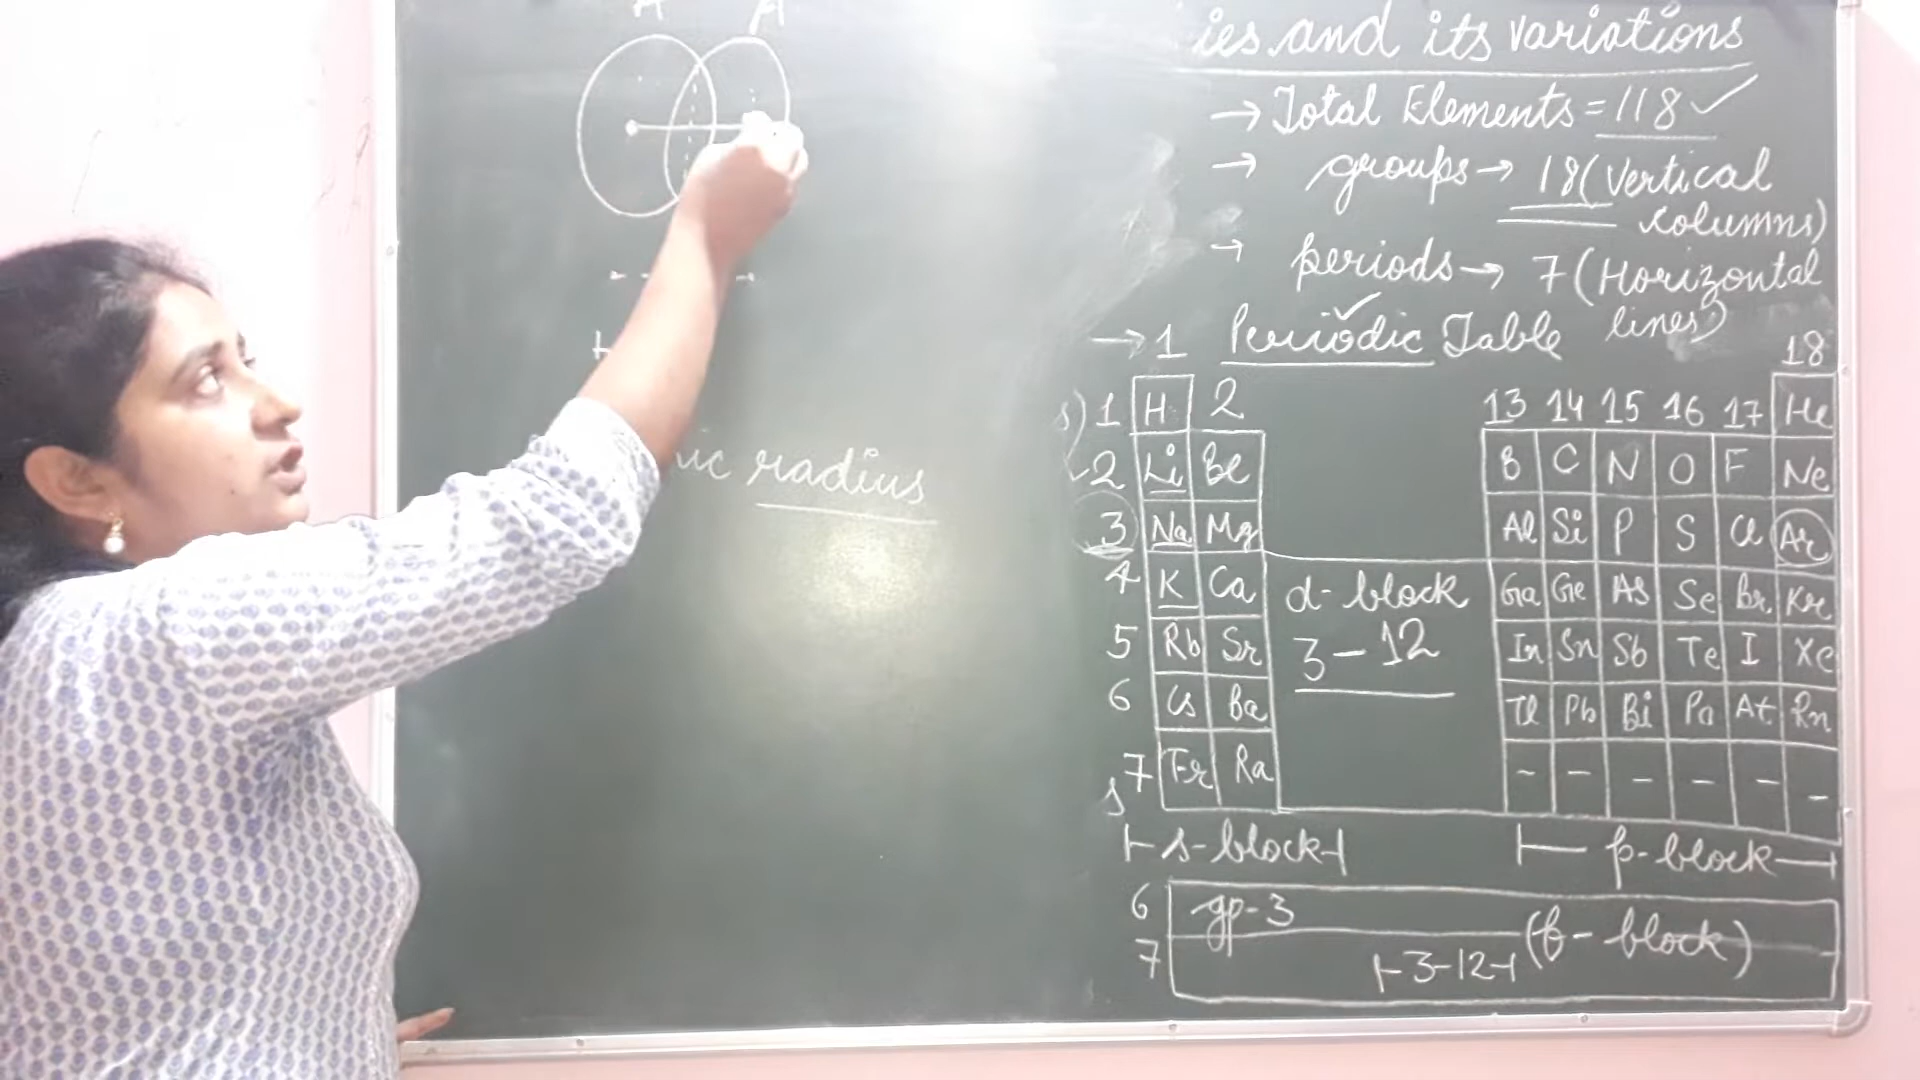 A A
radius
ies and its variations
→ Total Elements = 118 ✓
→ groups → 18 (Vertical
columns)
→ periods → 7 (Horizontal
lines)
→ 1 Periodic Table 18
1 H 2 13 14 15 16 17 He
2 Li Be B C N O F Ne
3 Na Mg Al Si P S Cl Ar
4 K Ca d-block Ga Ge As Se Br Kr
5 Rb Sr 3-12 In Sn Sb Te I Xe
6 Cs Ba Tl Pb Bi Po At Rn
7 Fr Ra - - - - - -
s-block p-block
6 gp-3 (f-block)
7 3-12